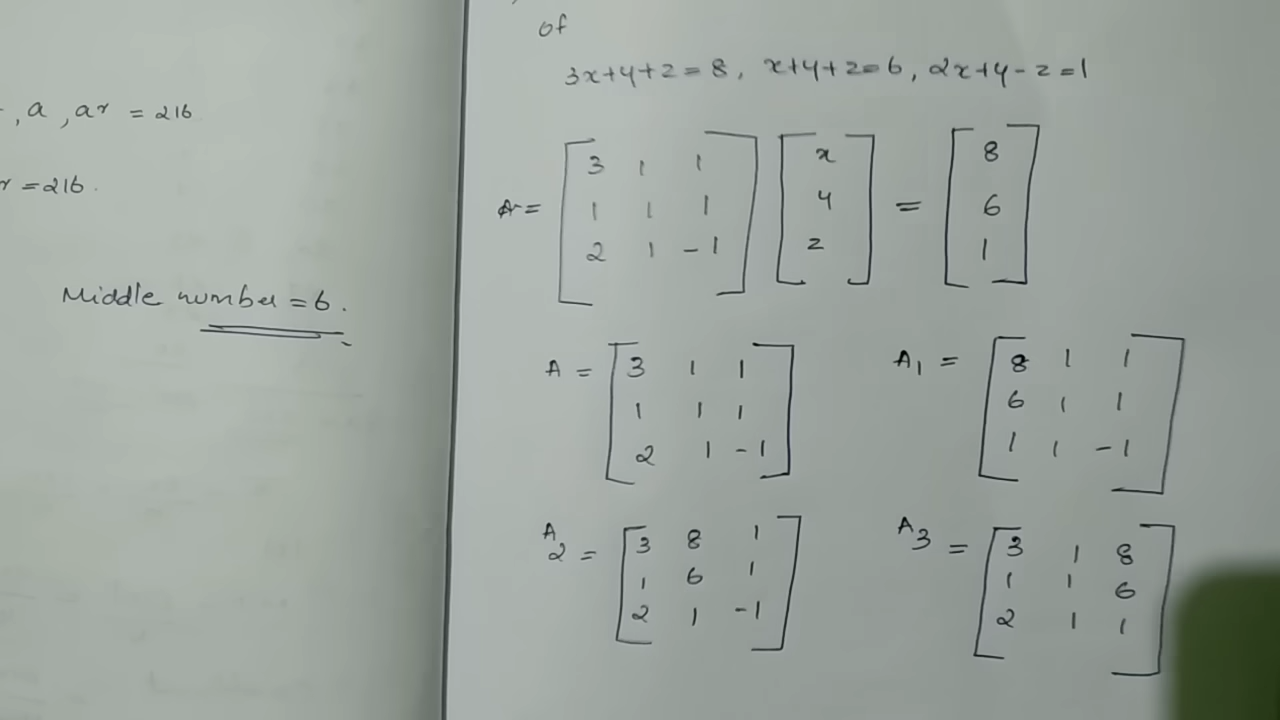 , a , ar = 216
r = 216.
Middle number = 6.
of
3x+y+z=8, x+y+z=6, 2x+y-z=1
A = [3 1 1] [x] = [8]
[1 1 1] [y] [6]
[2 1 -1] [z] [1]
A = [3 1 1] A1 = [8 1 1]
[1 1 1] [6 1 1]
[2 1 -1] [1 1 -1]
A2 = [3 8 1] A3 = [3 1 8]
[1 6 1] [1 1 6]
[2 1 -1] [2 1 1]